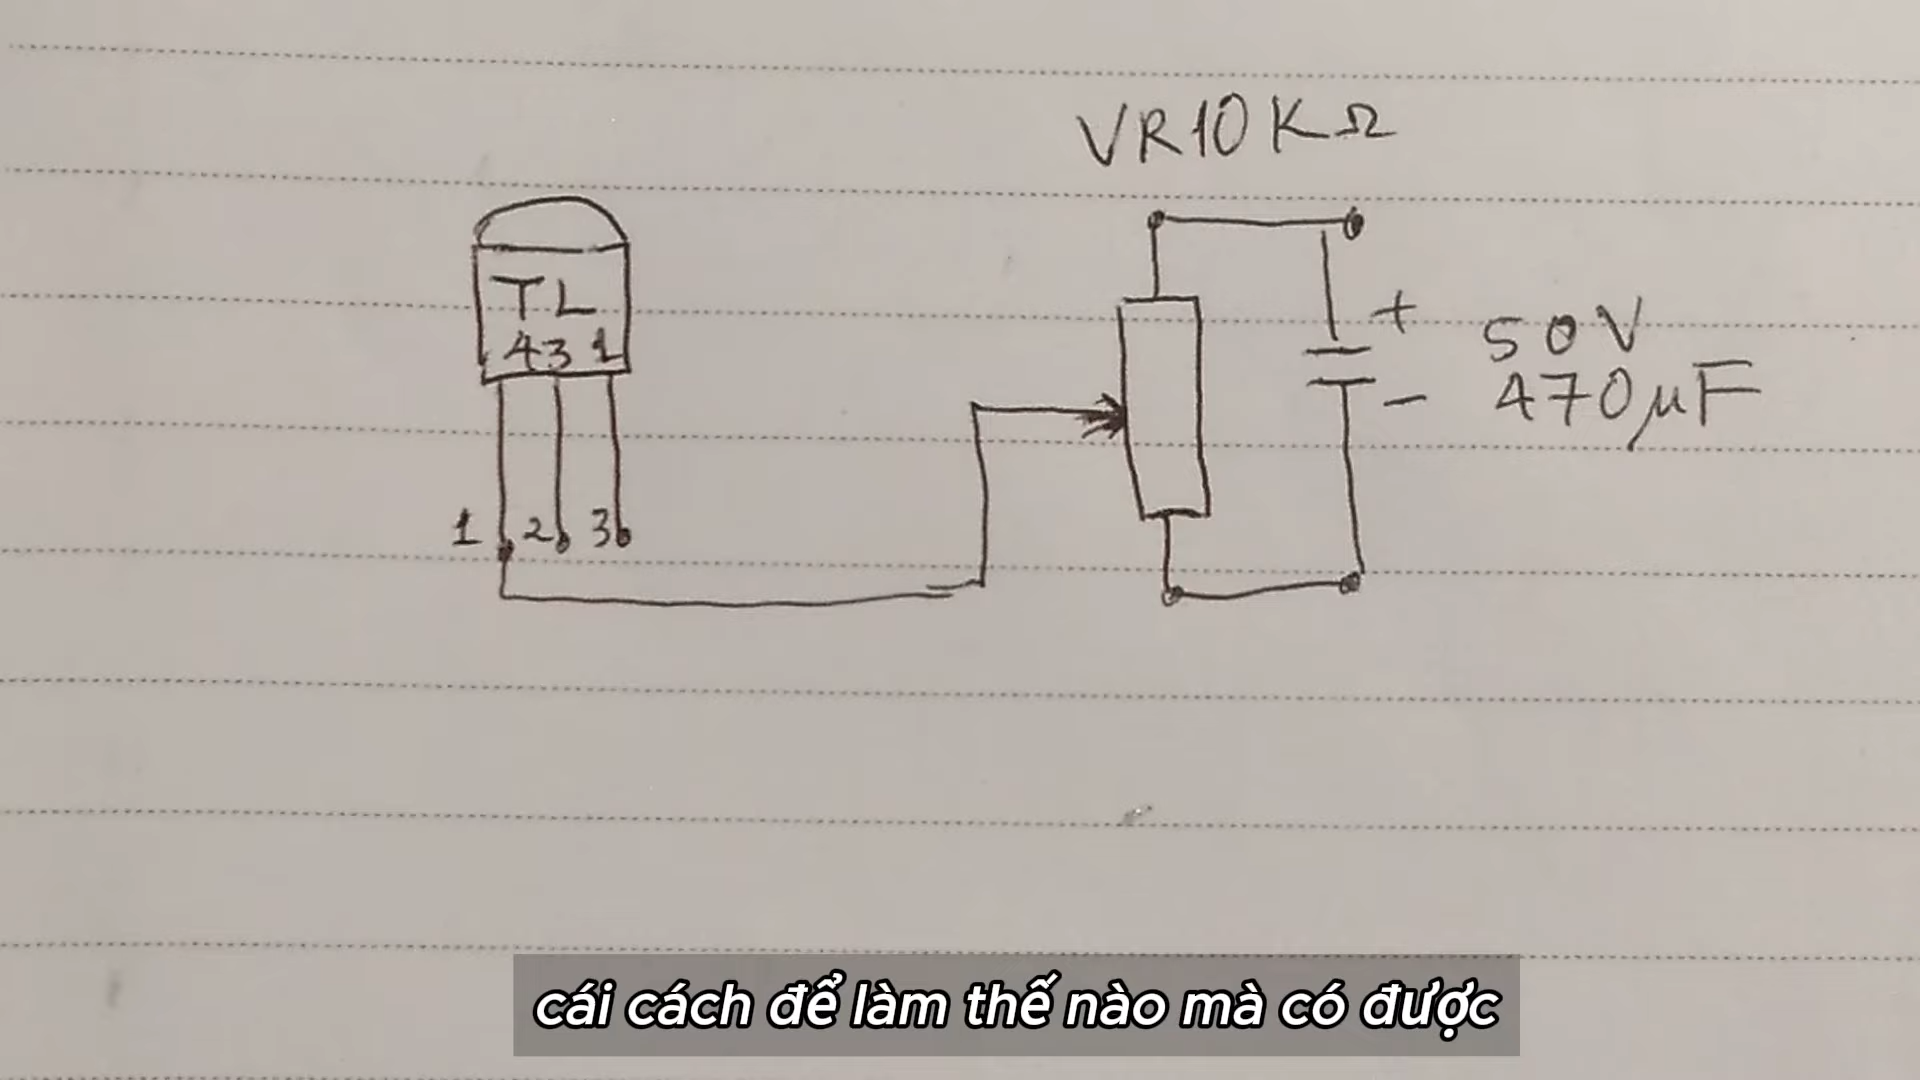 VR10KΩ
TL
431
+
50V
470µF
-
1 2 3
cái cách để làm thế nào mà có được